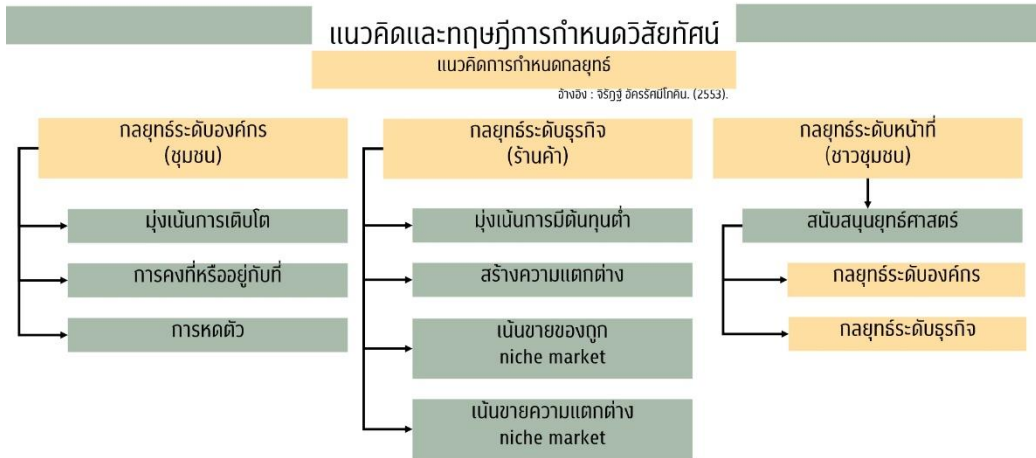 แนวคิดและทฤษฎีการกำหนดวิสัยทัศน์
แนวคิดการกำหนดกลยุทธ์
อ้างอิง : จิรัฏฐ์ อัครรัศมีโภคิน. (2553).
กลยุทธ์ระดับองค์กร
(ชุมชน)
มุ่งเน้นการเติบโต
การคงที่หรืออยู่กับที่
การหดตัว
กลยุทธ์ระดับธุรกิจ
(ร้านค้า)
มุ่งเน้นการมีต้นทุนต่ำ
สร้างความแตกต่าง
เน้นขายของถูก
niche market
เน้นขายความแตกต่าง
niche market
กลยุทธ์ระดับหน้าที่
(ชาวชุมชน)
สนับสนุนยุทธ์ศาสตร์
กลยุทธ์ระดับองค์กร
กลยุทธ์ระดับธุรกิจ